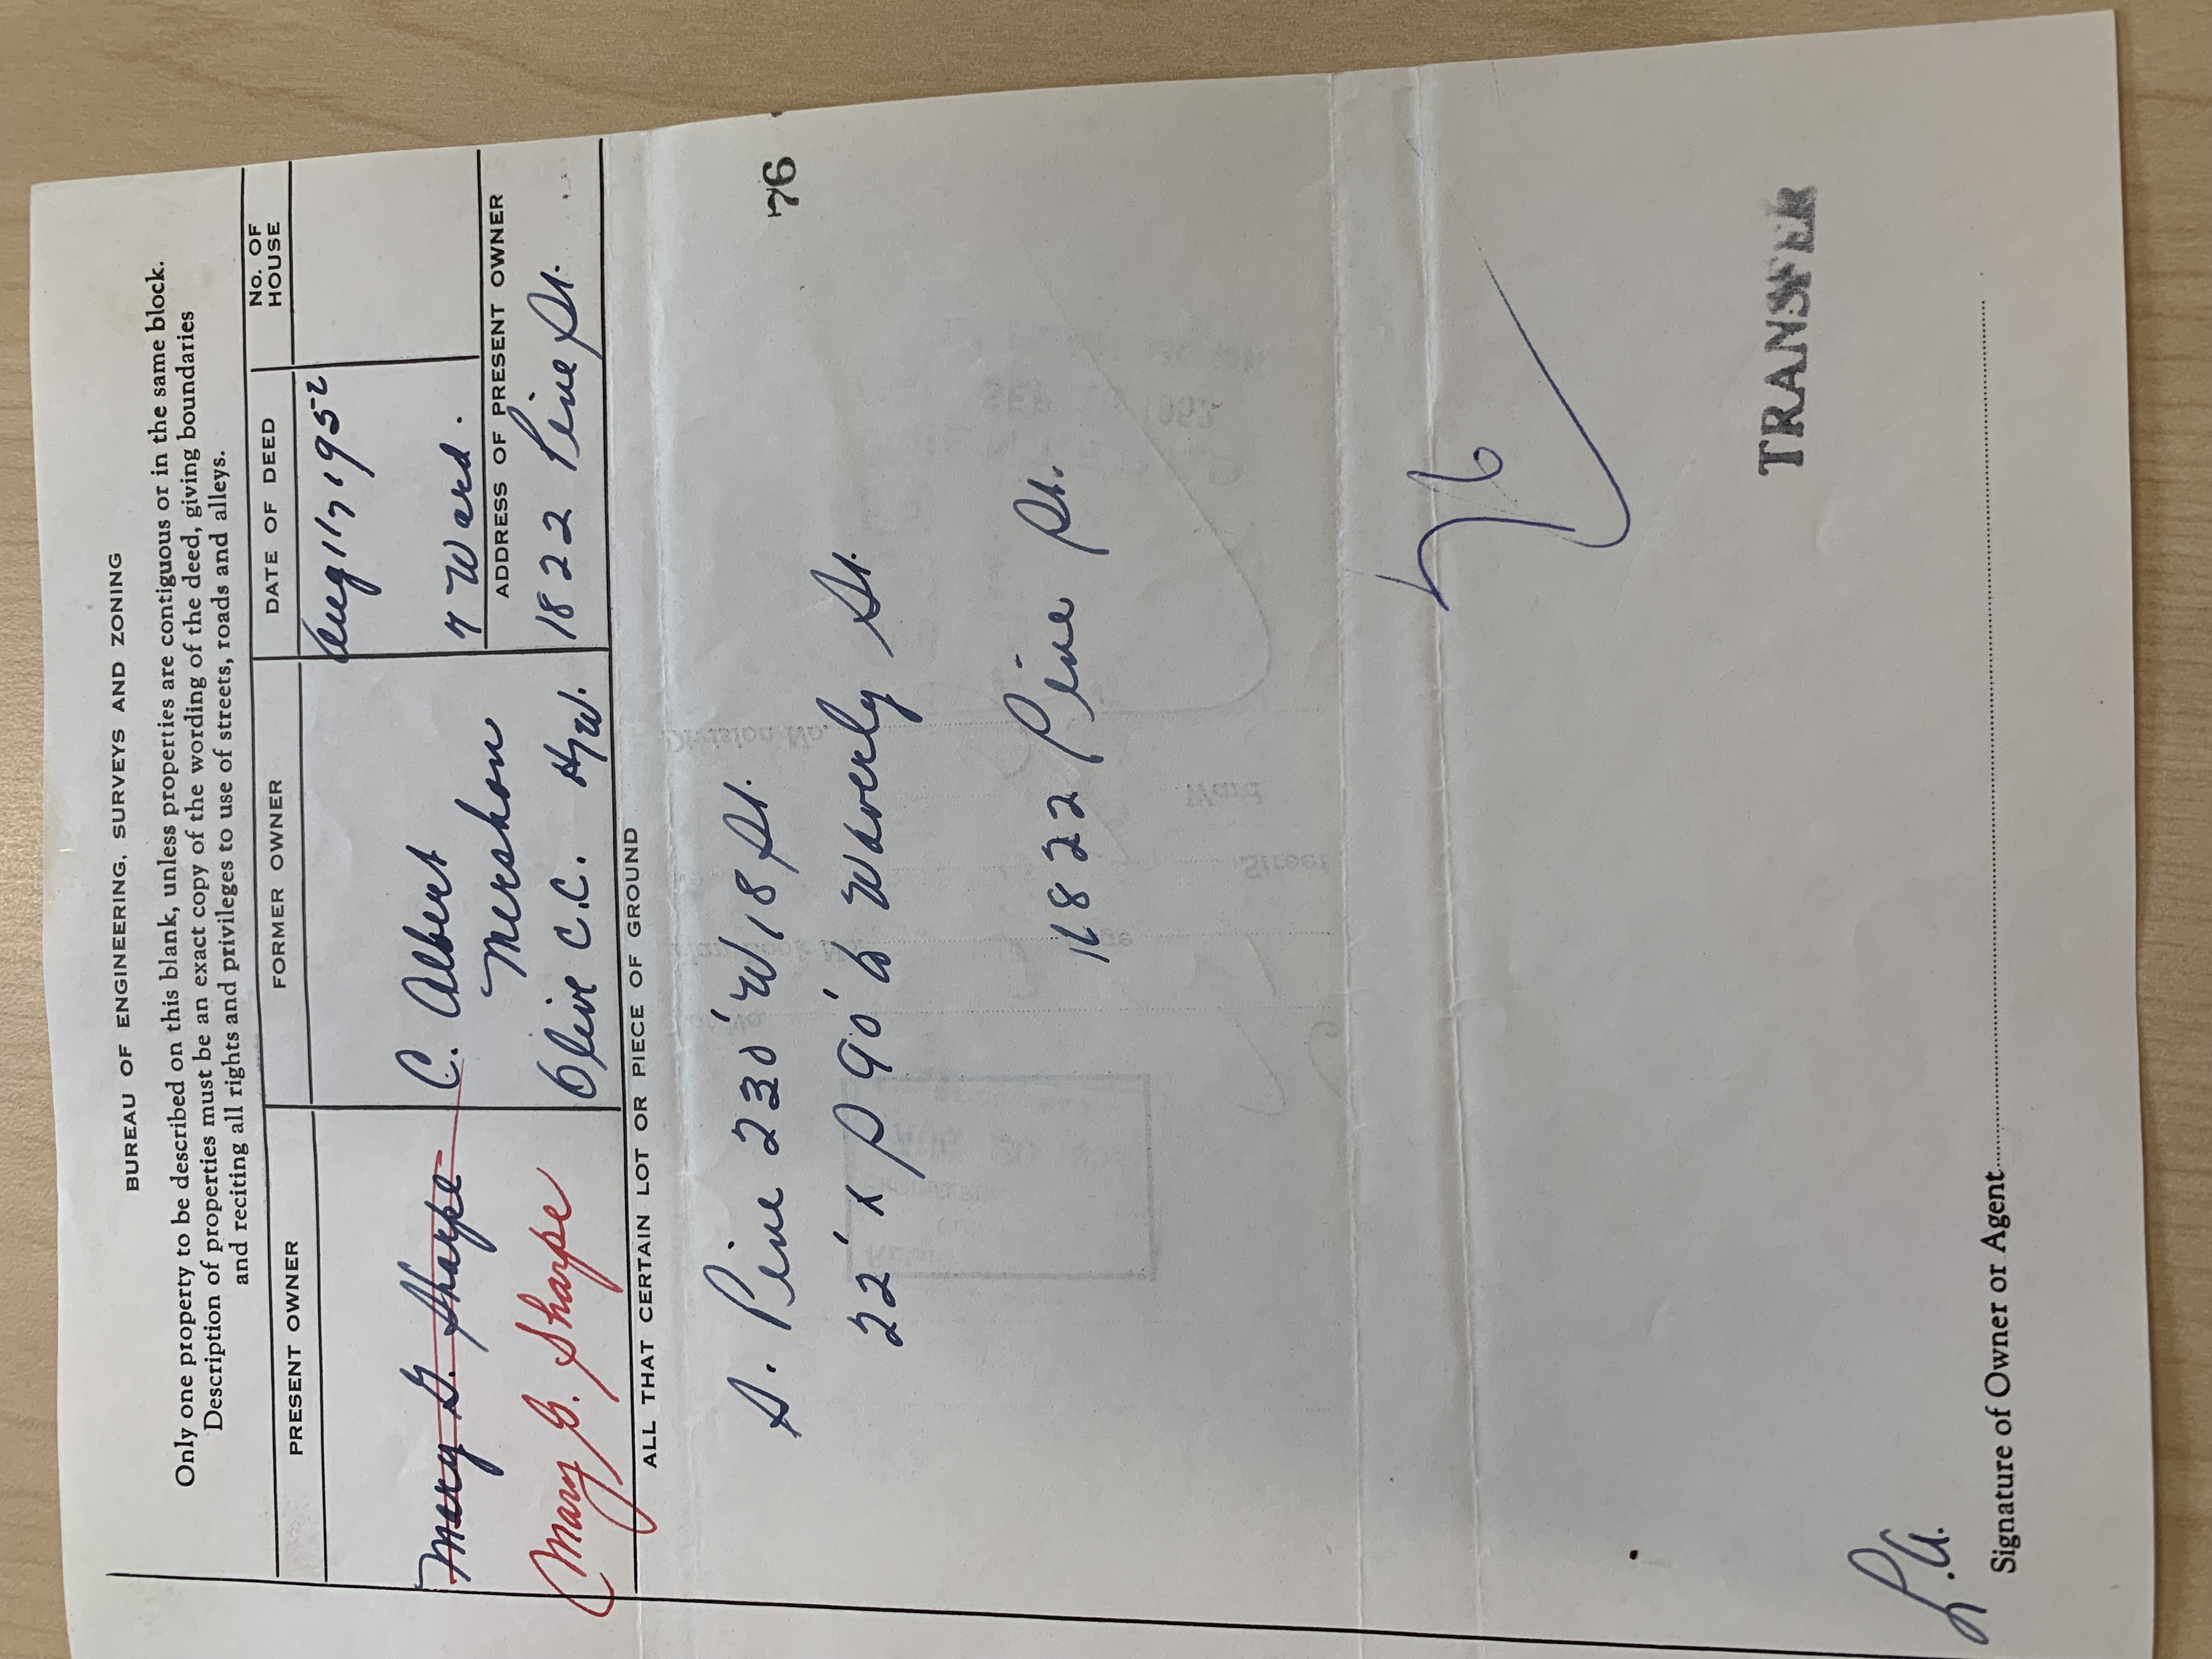 BUREAU OF ENGINEERING, SURVEYS AND ZONING
Only one property to be described on this blank, unless properties are contiguous or in the same block.
Description of properties must be an exact copy of the wording of the deed, giving boundaries
and reciting all rights and privileges to use of streets, roads and alleys.
PRESENT OWNER
FORMER OWNER
DATE OF DEED
No. OF
HOUSE
Aug 11, 1952
Mary G. Sharpe
C. Albert
Mershon
7 Ward.
ADDRESS OF PRESENT OWNER
Mary G. Sharpe
Olive C.C. H/W.
1822 Pine St.
ALL THAT CERTAIN LOT OR PIECE OF GROUND
S. Pine 230' W 18 St.
76
22' x S 90' to Waverly St.
1822 Pine St.
76
TRANSFER
L.A.
Signature of Owner or Agent